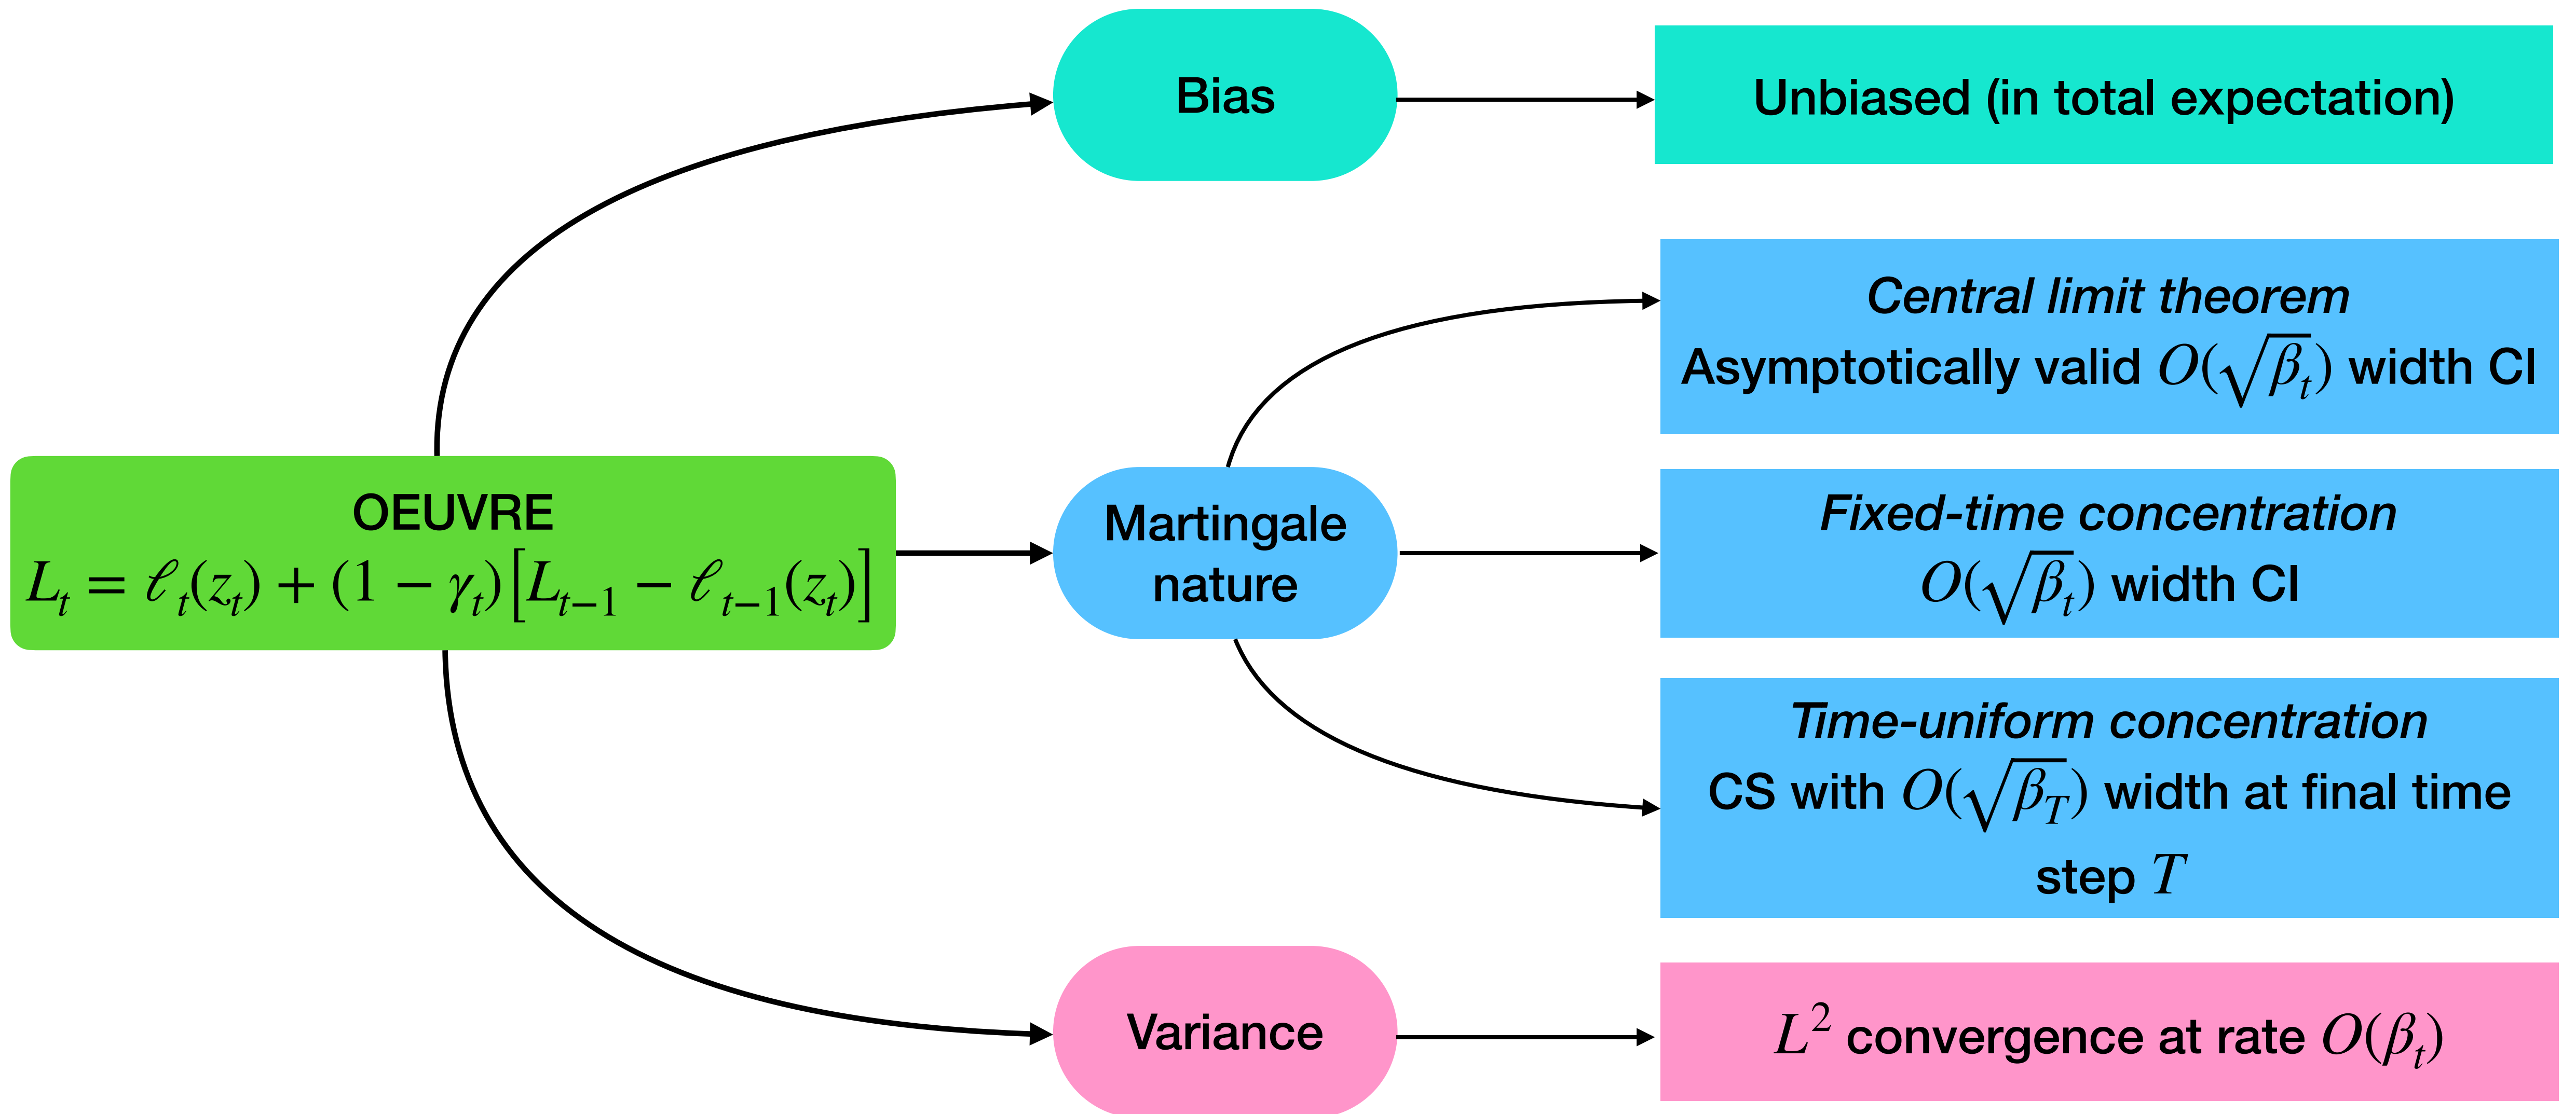 Bias
Unbiased (in total expectation)
Central limit theorem
Asymptotically valid O(√β_t) width CI
OEUVRE
L_t = ℓ_t(z_t) + (1 − γ_t)[L_{t−1} − ℓ_{t−1}(z_t)]
Martingale
nature
Fixed-time concentration
O(√β_t) width CI
Time-uniform concentration
CS with O(√β_T) width at final time
step T
Variance
L² convergence at rate O(β_t)